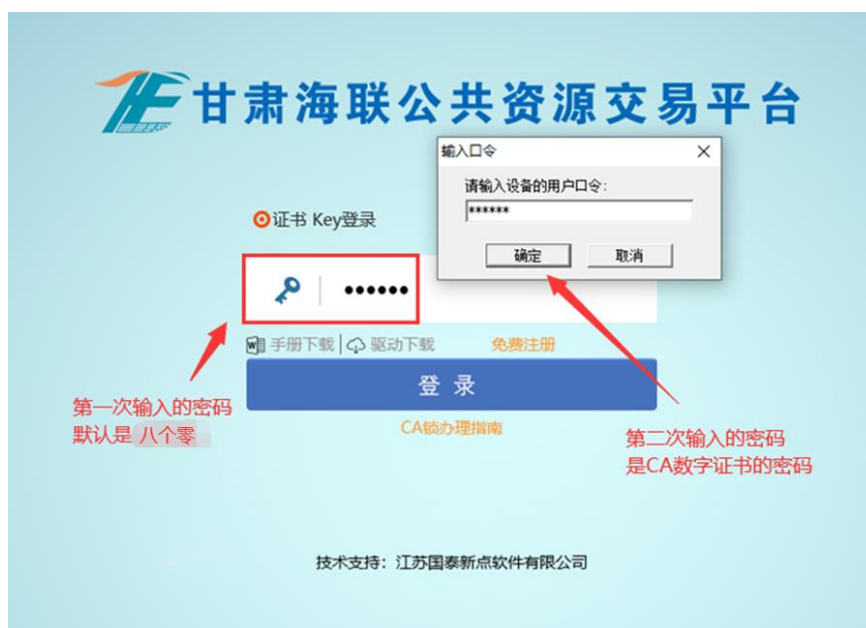 甘肃海联公共资源交易平台
输入口令
请输入设备的用户口令:
******
确定 取消
证书 Key登录
••••••
手册下载 驱动下载 免费注册
登 录
CA锁办理指南
第一次输入的密码
默认是 八个零
第二次输入的密码
是CA数字证书的密码
技术支持：江苏国泰新点软件有限公司